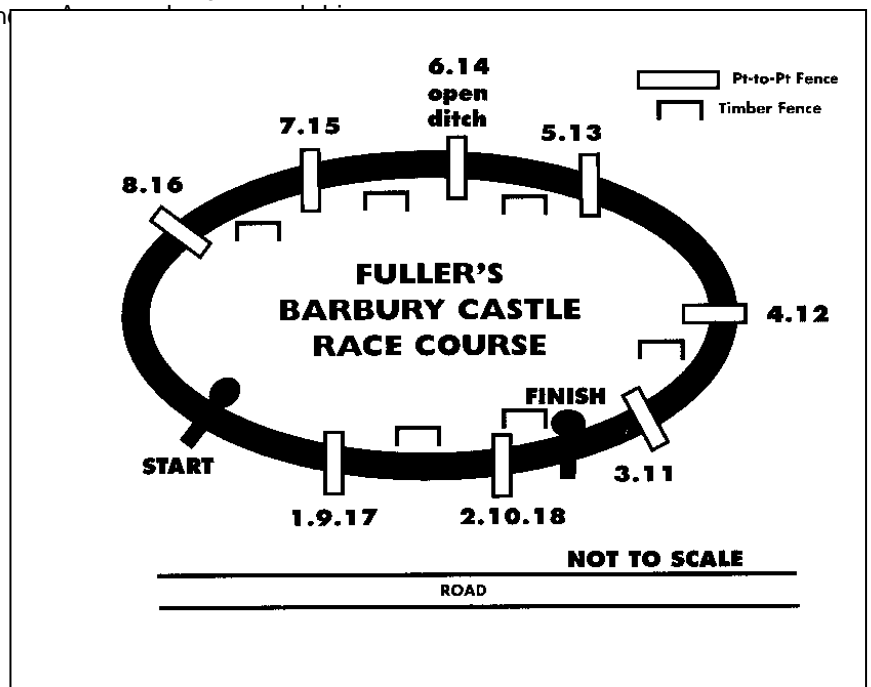 6.14
open
ditch
Pt-to-Pt Fence
Timber Fence
7.15
5.13
8.16
FULLER'S
BARBURY CASTLE
RACE COURSE
4.12
FINISH
START
3.11
1.9.17
2.10.18
NOT TO SCALE
ROAD